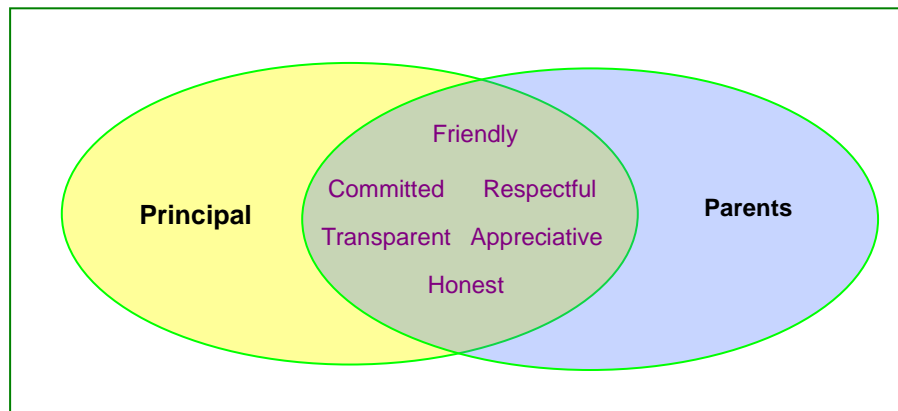 Friendly
Committed Respectful
Principal
Parents
Transparent Appreciative
Honest